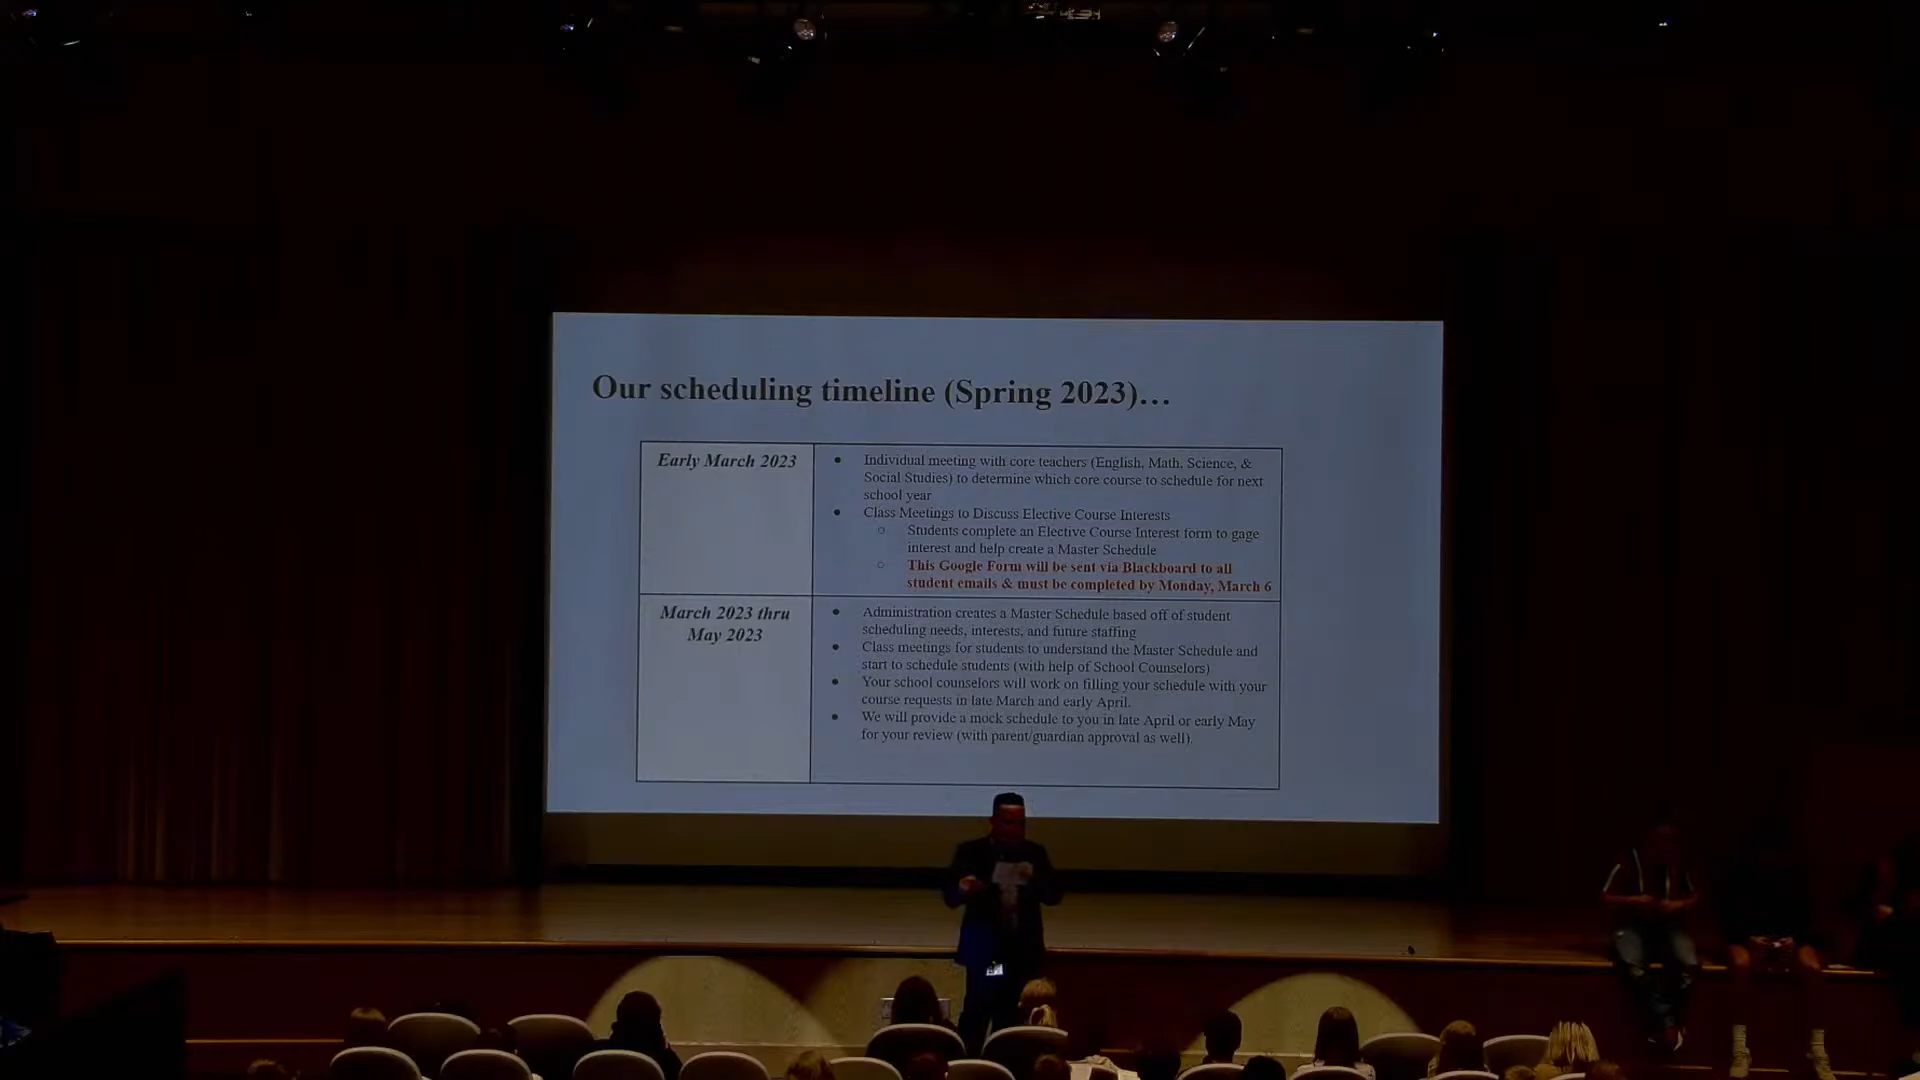 Our scheduling timeline (Spring 2023)…
Early March 2023
● Individual meeting with core teachers (English, Math, Science, &
Social Studies) to determine which core course to schedule for next
school year
● Class Meetings to Discuss Elective Course Interests
○ Students complete an Elective Course Interest form to gage
interest and help create a Master Schedule
○ This Google Form will be sent via Blackboard to all
student emails & must be completed by Monday, March 6
March 2023 thru
May 2023
● Administration creates a Master Schedule based off of student
scheduling needs, interests, and future staffing
● Class meetings for students to understand the Master Schedule and
start to schedule students (with help of School Counselors)
● Your school counselors will work on filling your schedule with your
course requests in late March and early April.
● We will provide a mock schedule to you in late April or early May
for your review (with parent/guardian approval as well).